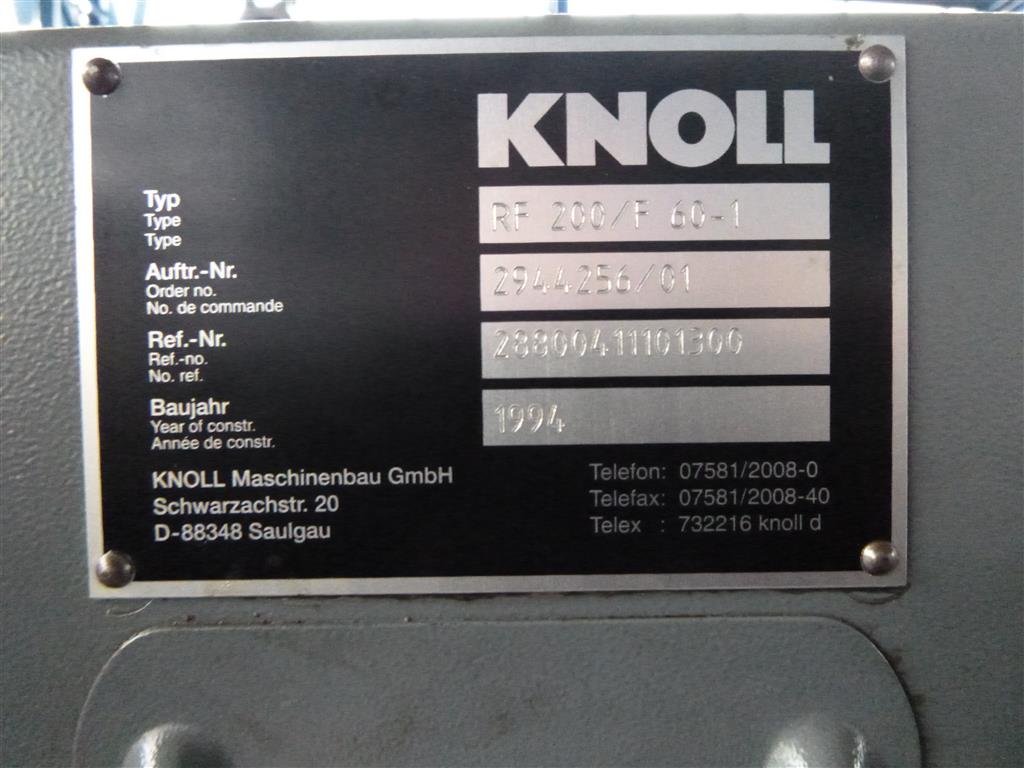 KNOLL
Typ
Type
Type
RF 200/F 60-1
Auftr.-Nr.
Order no.
No. de commande
2944256/01
Ref.-Nr.
Ref.-no.
No. ref.
28800411101300
Baujahr
Year of constr.
Année de constr.
1994
KNOLL Maschinenbau GmbH
Schwarzachstr. 20
D-88348 Saulgau
Telefon: 07581/2008-0
Telefax: 07581/2008-40
Telex : 732216 knoll d